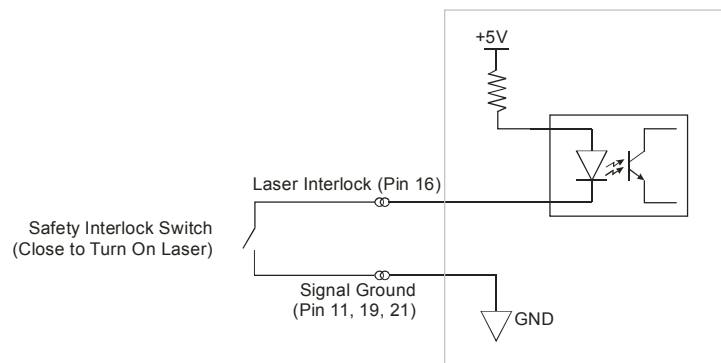 +5V
Laser Interlock (Pin 16)
Safety Interlock Switch
(Close to Turn On Laser)
Signal Ground
(Pin 11, 19, 21)
GND